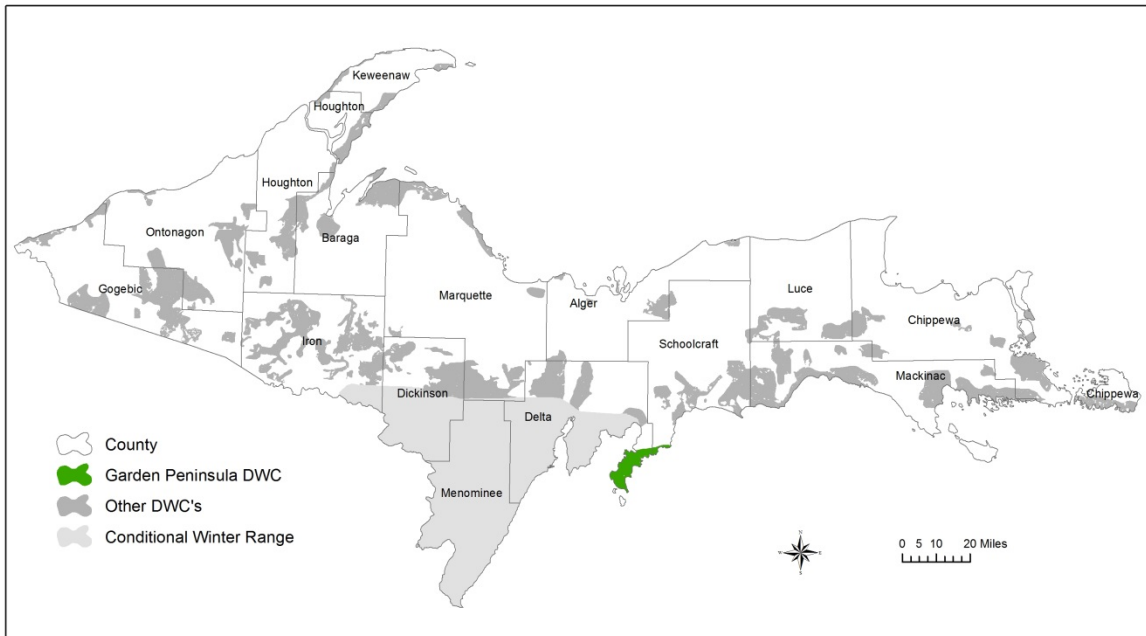 Keweenaw
Houghton
Houghton
Ontonagon
Baraga
Gogebic
Marquette
Alger
Luce
Chippewa
Iron
Schoolcraft
Mackinac
Dickinson
Chippewa
Delta
Menominee
County
Garden Peninsula DWC
Other DWC's
Conditional Winter Range
N
W E
S
0 5 10 20 Miles